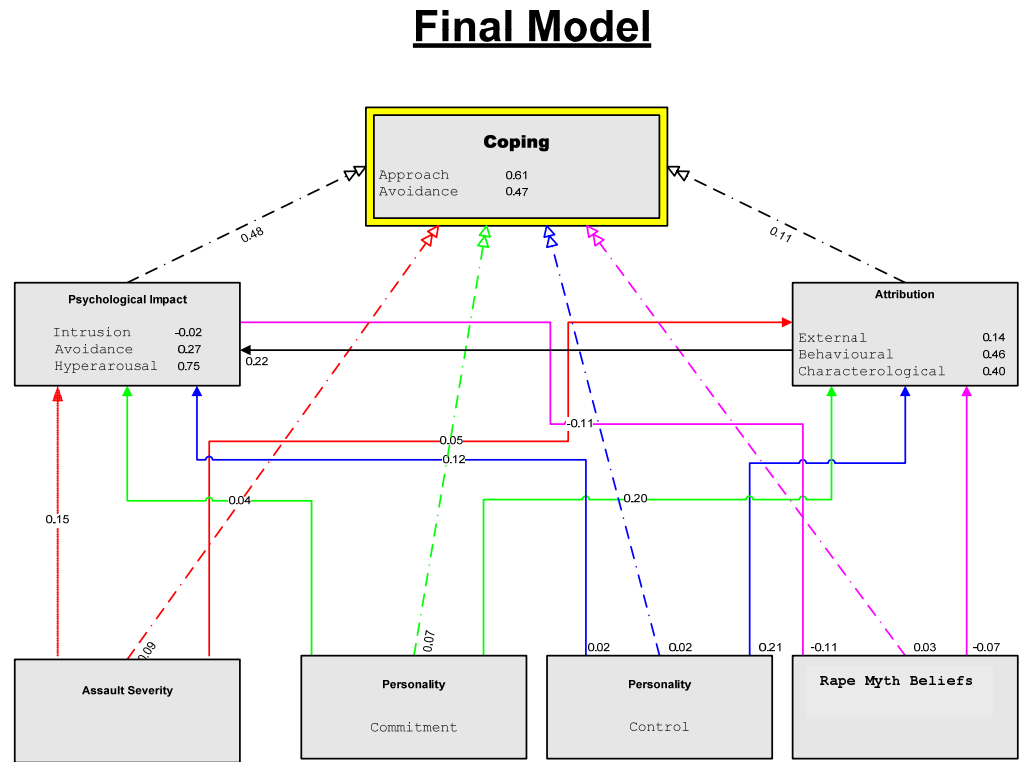 Final Model
Coping
Approach 0.61
Avoidance 0.47
0.48
0.11
Psychological Impact
Intrusion -0.02
Avoidance 0.27
Hyperarousal 0.75
Attribution
External 0.14
Behavioural 0.46
Characterological 0.40
0.22
-0.11
0.05
0.12
0.04
0.20
0.15
0.09
0.07
0.02
0.02
0.21
-0.11
0.03
-0.07
Assault Severity
Personality
Commitment
Personality
Control
Rape Myth Beliefs